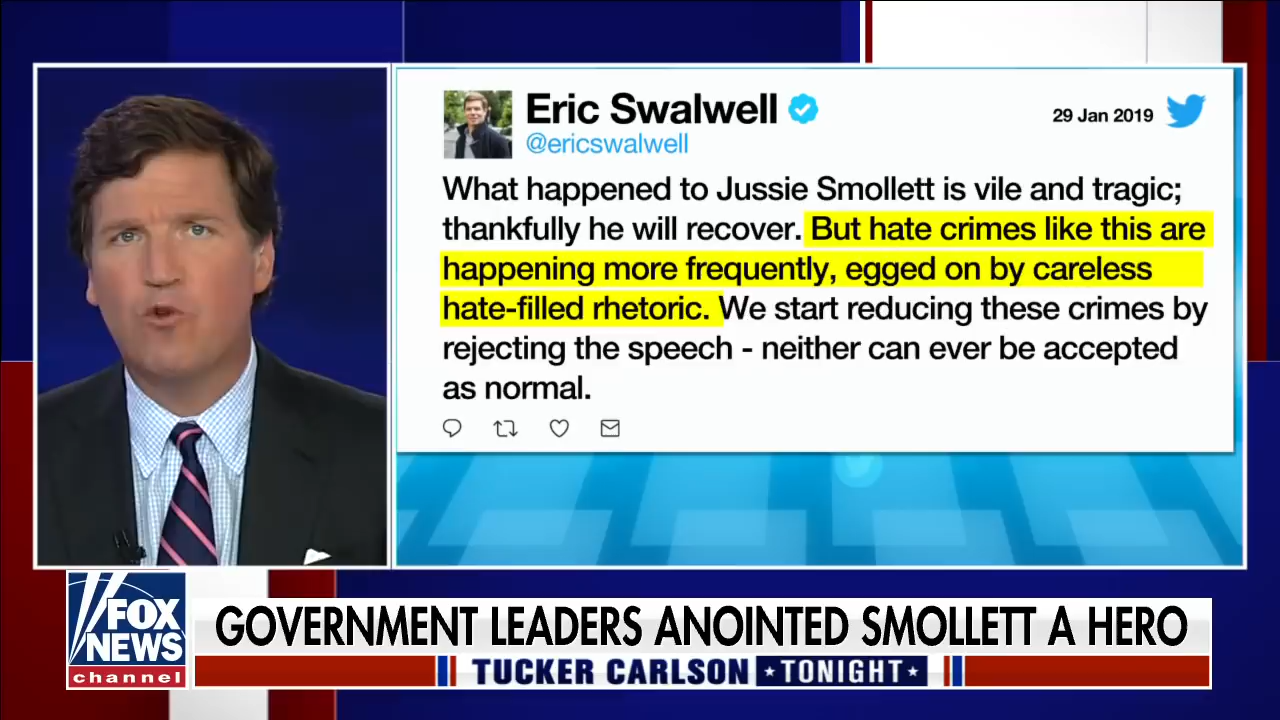 Eric Swalwell
@ericswalwell
29 Jan 2019
What happened to Jussie Smollett is vile and tragic;
thankfully he will recover. But hate crimes like this are
happening more frequently, egged on by careless
hate-filled rhetoric. We start reducing these crimes by
rejecting the speech - neither can ever be accepted
as normal.
FOX
NEWS
channel
GOVERNMENT LEADERS ANOINTED SMOLLETT A HERO
TUCKER CARLSON TONIGHT